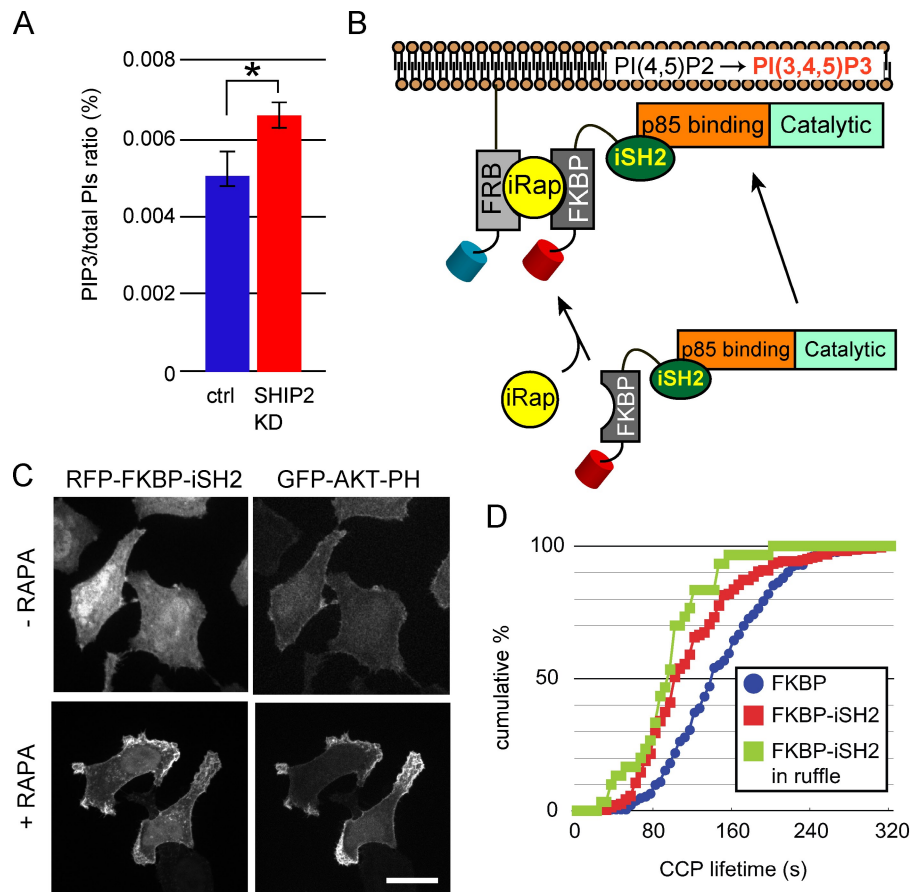 A
0.008
0.006
0.004
0.002
0
PIP3/total PIs ratio (%)
*
ctrl
SHIP2
KD
B
PI(4,5)P2 → PI(3,4,5)P3
p85 binding
Catalytic
iSH2
FRB
iRap
FKBP
p85 binding
Catalytic
iSH2
iRap
FKBP
C
RFP-FKBP-iSH2
GFP-AKT-PH
- RAPA
+ RAPA
D
100
50
0
cumulative %
FKBP
FKBP-iSH2
FKBP-iSH2
in ruffle
0 80 160 240 320
CCP lifetime (s)